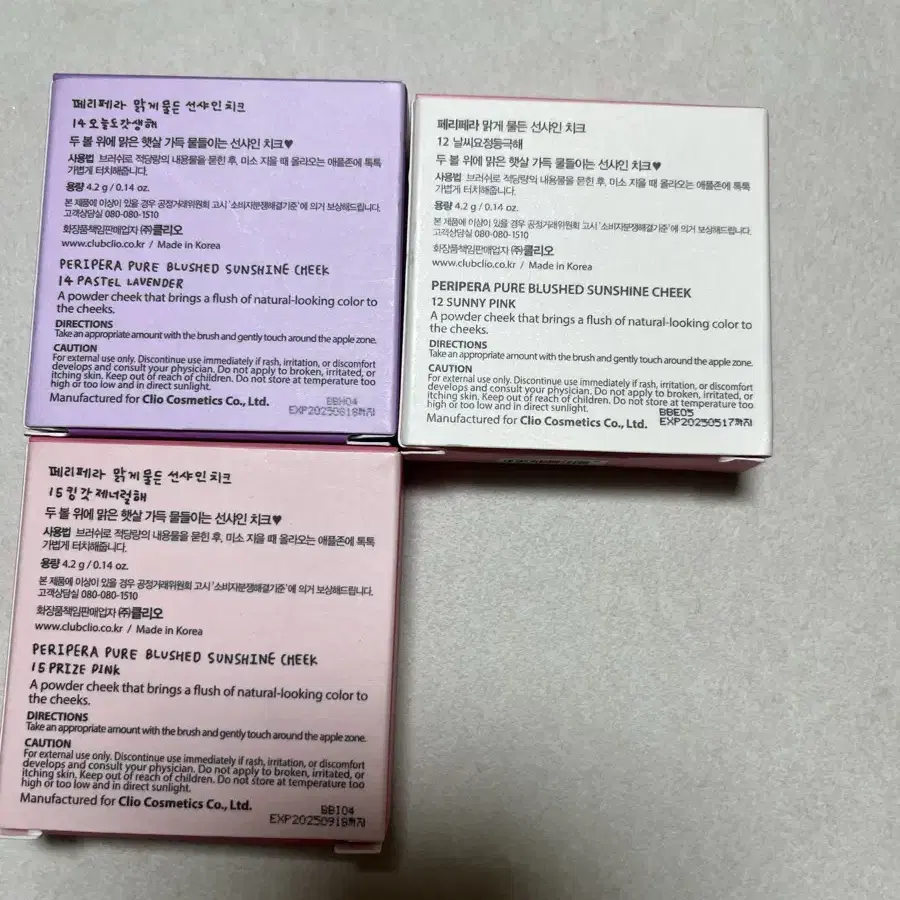 페리페라 맑게 물든 선샤인 치크
14 오늘도갓생해
두 볼 위에 맑은 햇살 가득 물들이는 선샤인 치크♥
사용법 브러쉬로 적당량의 내용물을 묻힌 후, 미소 지을 때 올라오는 애플존에 톡톡
가볍게 터치해줍니다.
용량 4.2 g / 0.14 oz.
본 제품에 이상이 있을 경우 공정거래위원회 고시 '소비자분쟁해결기준'에 의거 보상해드립니다.
고객상담실 080-080-1510
화장품책임판매업자 ㈜클리오
www.clubclio.co.kr / Made in Korea
PERIPERA PURE BLUSHED SUNSHINE CHEEK
14 PASTEL LAVENDER
A powder cheek that brings a flush of natural-looking color to
the cheeks.
DIRECTIONS
Take an appropriate amount with the brush and gently touch around the apple zone.
CAUTION
For external use only. Discontinue use immediately if rash, irritation, or discomfort
develops and consult your physician. Do not apply to broken, irritated, or
itching skin. Keep out of reach of children. Do not store at temperature too
high or too low and in direct sunlight.
Manufactured for Clio Cosmetics Co., Ltd.
BBH04
EXP20250818까지
페리페라 맑게 물든 선샤인 치크
12 날씨요정등극해
두 볼 위에 맑은 햇살 가득 물들이는 선샤인 치크♥
사용법 브러쉬로 적당량의 내용물을 묻힌 후, 미소 지을 때 올라오는 애플존에 톡톡
가볍게 터치해줍니다.
용량 4.2 g / 0.14 oz.
본 제품에 이상이 있을 경우 공정거래위원회 고시 '소비자분쟁해결기준'에 의거 보상해드립니다.
고객상담실 080-080-1510
화장품책임판매업자 ㈜클리오
www.clubclio.co.kr / Made in Korea
PERIPERA PURE BLUSHED SUNSHINE CHEEK
12 SUNNY PINK
A powder cheek that brings a flush of natural-looking color to
the cheeks.
DIRECTIONS
Take an appropriate amount with the brush and gently touch around the apple zone.
CAUTION
For external use only. Discontinue use immediately if rash, irritation, or discomfort
develops and consult your physician. Do not apply to broken, irritated, or
itching skin. Keep out of reach of children. Do not store at temperature too
high or too low and in direct sunlight.
Manufactured for Clio Cosmetics Co., Ltd.
BBE05
EXP20250517까지
페리페라 맑게 물든 선샤인 치크
15 킹갓제너럴해
두 볼 위에 맑은 햇살 가득 물들이는 선샤인 치크♥
사용법 브러쉬로 적당량의 내용물을 묻힌 후, 미소 지을 때 올라오는 애플존에 톡톡
가볍게 터치해줍니다.
용량 4.2 g / 0.14 oz.
본 제품에 이상이 있을 경우 공정거래위원회 고시 '소비자분쟁해결기준'에 의거 보상해드립니다.
고객상담실 080-080-1510
화장품책임판매업자 ㈜클리오
www.clubclio.co.kr / Made in Korea
PERIPERA PURE BLUSHED SUNSHINE CHEEK
15 PRIZE PINK
A powder cheek that brings a flush of natural-looking color to
the cheeks.
DIRECTIONS
Take an appropriate amount with the brush and gently touch around the apple zone.
CAUTION
For external use only. Discontinue use immediately if rash, irritation, or discomfort
develops and consult your physician. Do not apply to broken, irritated, or
itching skin. Keep out of reach of children. Do not store at temperature too
high or too low and in direct sunlight.
Manufactured for Clio Cosmetics Co., Ltd.
BBI04
EXP20250918까지